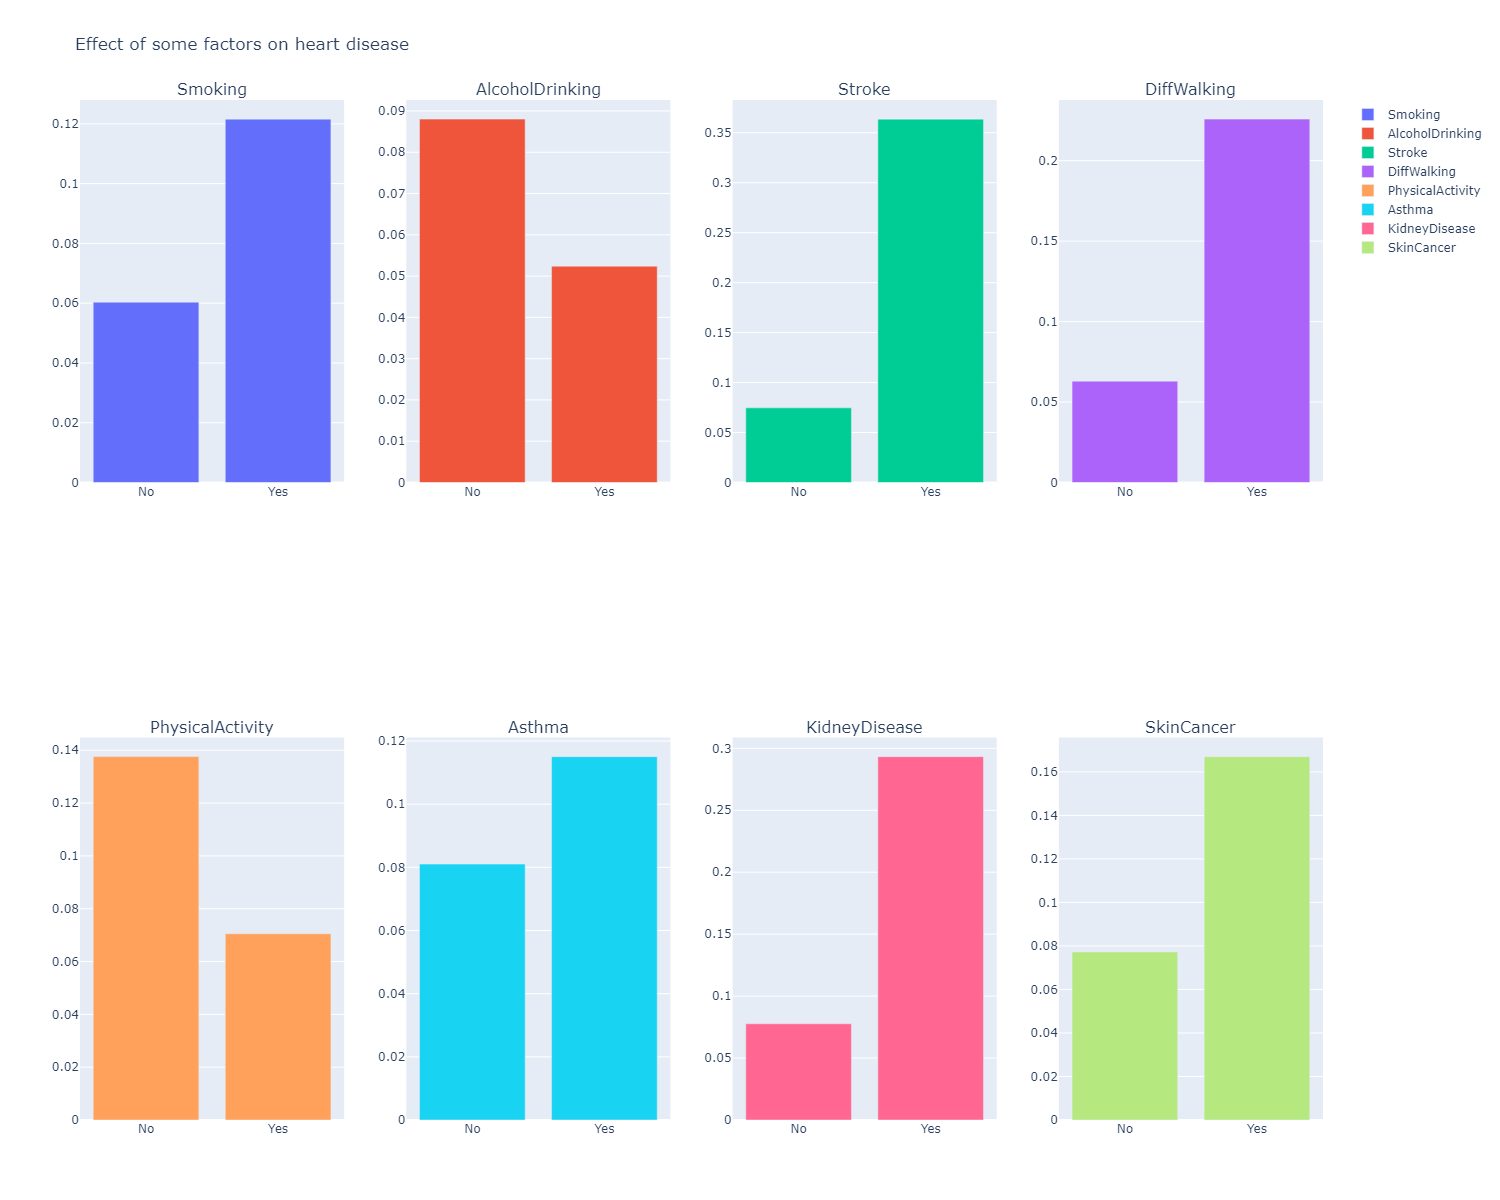 Effect of some factors on heart disease
Smoking
0.12
0.1
0.08
0.06
0.04
0.02
0
No Yes
AlcoholDrinking
0.09
0.08
0.07
0.06
0.05
0.04
0.03
0.02
0.01
0
No Yes
Stroke
0.35
0.3
0.25
0.2
0.15
0.1
0.05
0
No Yes
DiffWalking
0.2
0.15
0.1
0.05
0
No Yes
Smoking
AlcoholDrinking
Stroke
DiffWalking
PhysicalActivity
Asthma
KidneyDisease
SkinCancer
PhysicalActivity
0.14
0.12
0.1
0.08
0.06
0.04
0.02
0
No Yes
Asthma
0.12
0.1
0.08
0.06
0.04
0.02
0
No Yes
KidneyDisease
0.3
0.25
0.2
0.15
0.1
0.05
0
No Yes
SkinCancer
0.16
0.14
0.12
0.1
0.08
0.06
0.04
0.02
0
No Yes